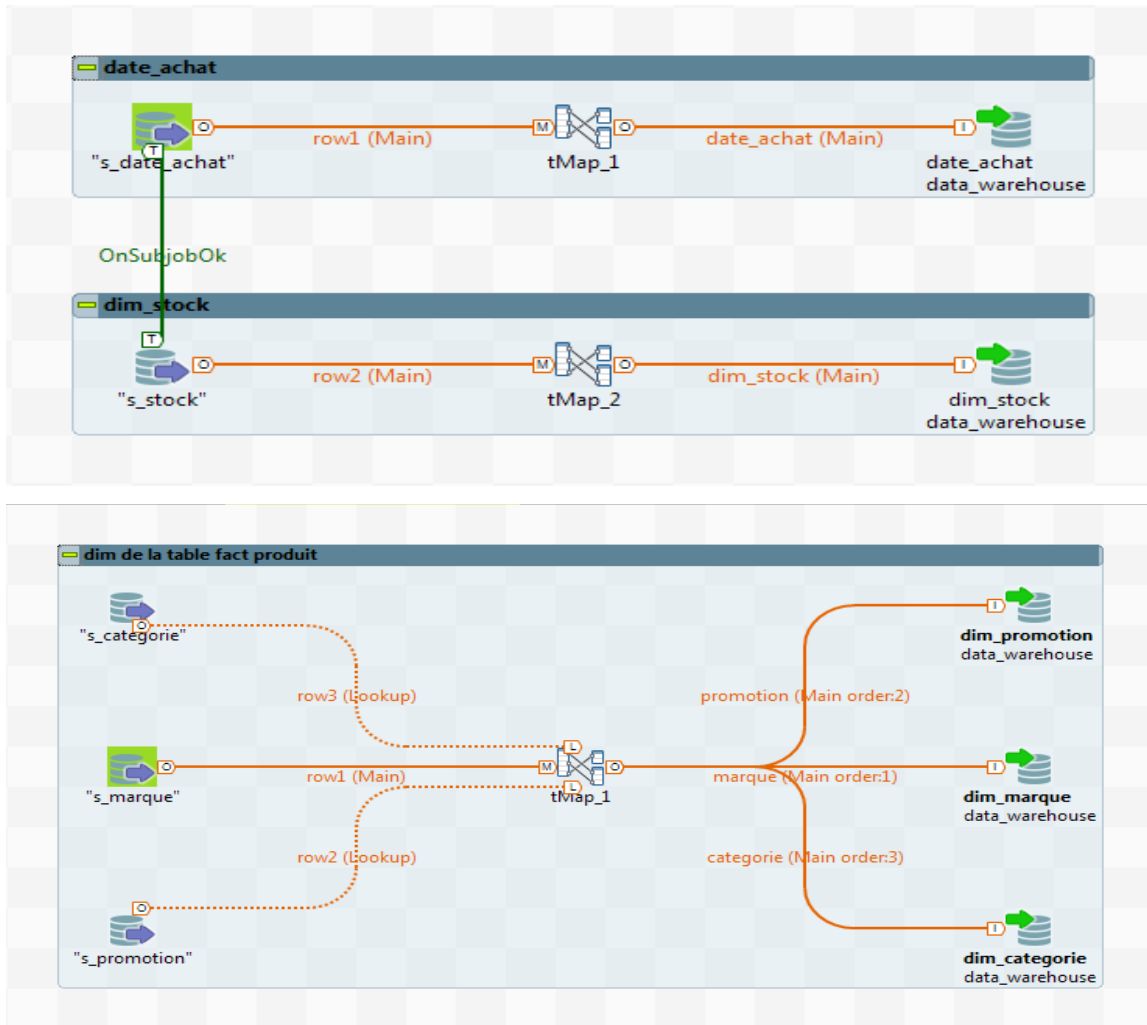 date_achat
O
row1 (Main)
M
O
date_achat (Main)
I
T
"s_date_achat"
tMap_1
date_achat
data_warehouse
OnSubjobOk
dim_stock
T
O
row2 (Main)
M
O
dim_stock (Main)
I
"s_stock"
tMap_2
dim_stock
data_warehouse
dim de la table fact produit
I
O
"s_categorie"
dim_promotion
data_warehouse
row3 (Lookup)
promotion (Main order:2)
L
O
row1 (Main)
M
O
marque (Main order:1)
I
L
"s_marque"
tMap_1
dim_marque
data_warehouse
row2 (Lookup)
categorie (Main order:3)
O
I
"s_promotion"
dim_categorie
data_warehouse